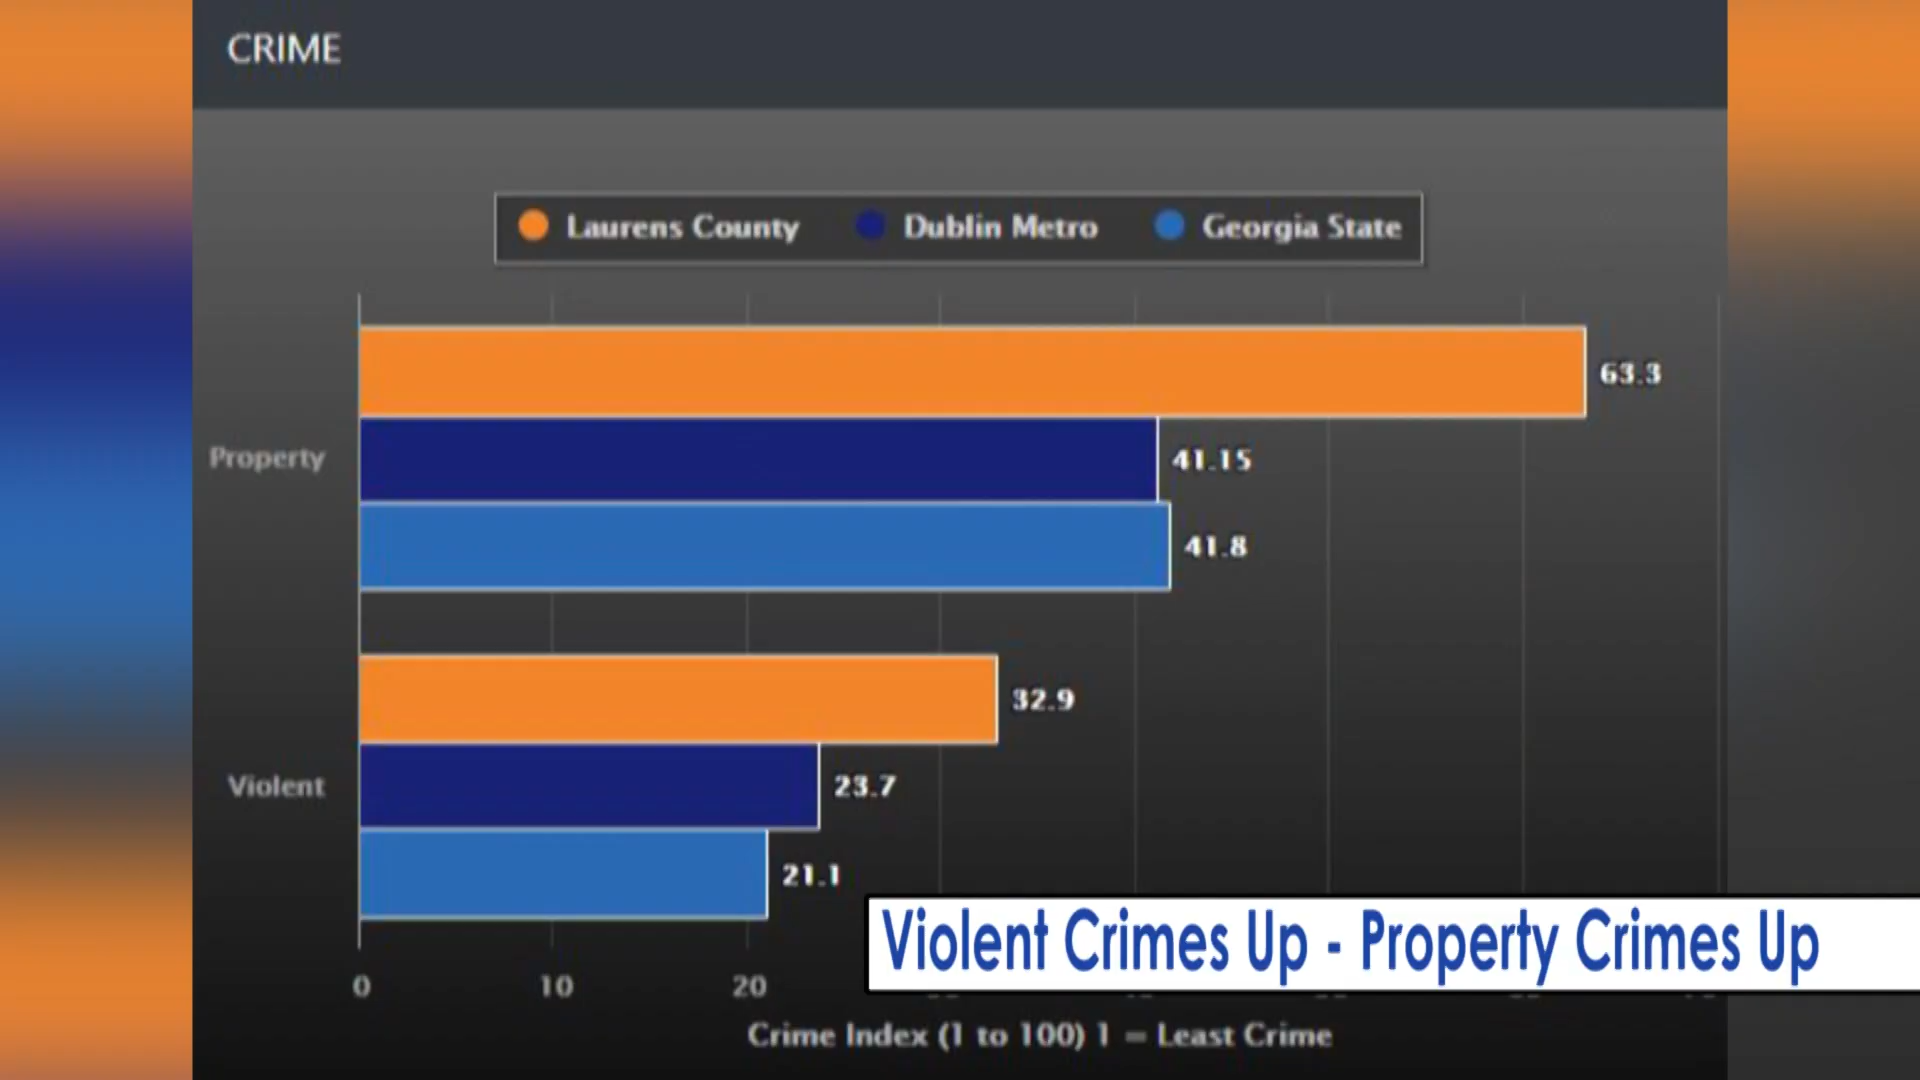 CRIME
Laurens County Dublin Metro Georgia State
63.3
Property 41.15
41.8
32.9
Violent 23.7
21.1
Violent Crimes Up - Property Crimes Up
0 10 20
Crime Index (1 to 100) 1 = Least Crime